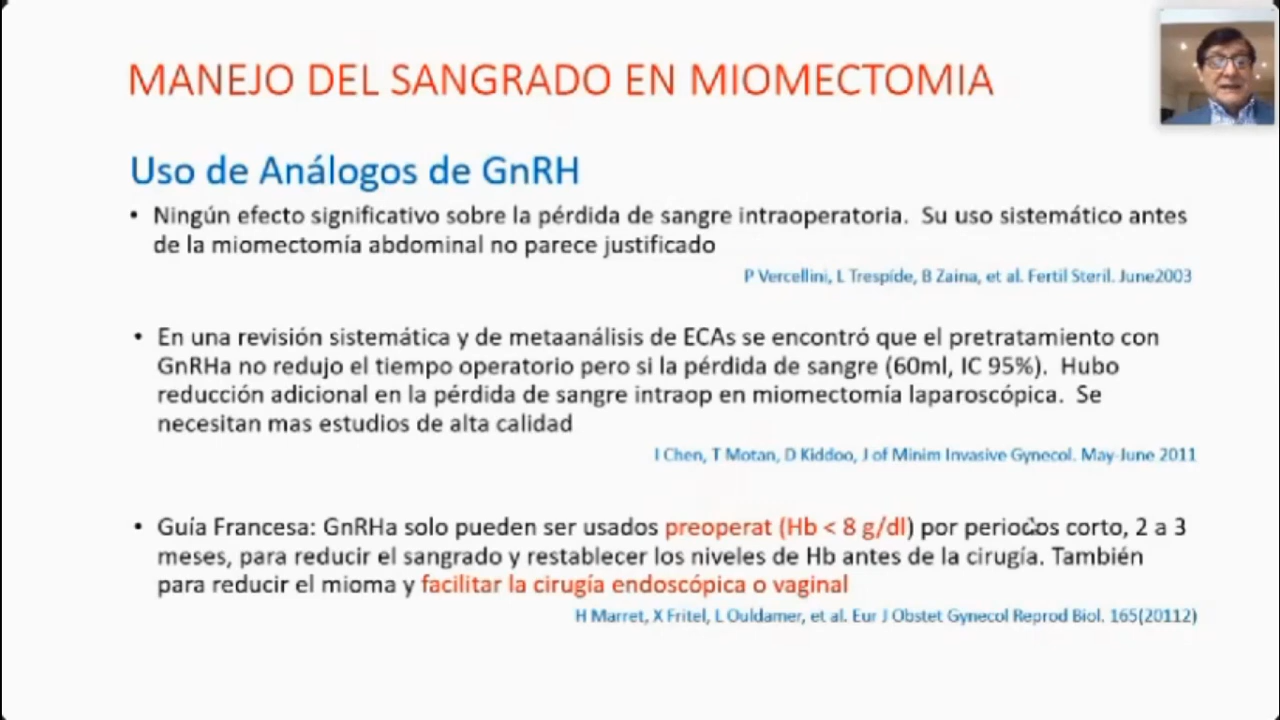 MANEJO DEL SANGRADO EN MIOMECTOMIA
Uso de Análogos de GnRH
• Ningún efecto significativo sobre la pérdida de sangre intraoperatoria. Su uso sistemático antes
de la miomectomía abdominal no parece justificado
P Vercellini, L Trespíde, B Zaina, et al. Fertil Steril. June2003
• En una revisión sistemática y de metaanálisis de ECAs se encontró que el pretratamiento con
GnRHa no redujo el tiempo operatorio pero si la pérdida de sangre (60ml, IC 95%). Hubo
reducción adicional en la pérdida de sangre intraop en miomectomía laparoscópica. Se
necesitan mas estudios de alta calidad
I Chen, T Motan, D Kiddoo, J of Minim Invasive Gynecol. May-June 2011
• Guía Francesa: GnRHa solo pueden ser usados preoperat (Hb < 8 g/dl) por periodos corto, 2 a 3
meses, para reducir el sangrado y restablecer los niveles de Hb antes de la cirugía. También
para reducir el mioma y facilitar la cirugía endoscópica o vaginal
H Marret, X Fritel, L Ouldamer, et al. Eur J Obstet Gynecol Reprod Biol. 165(20112)